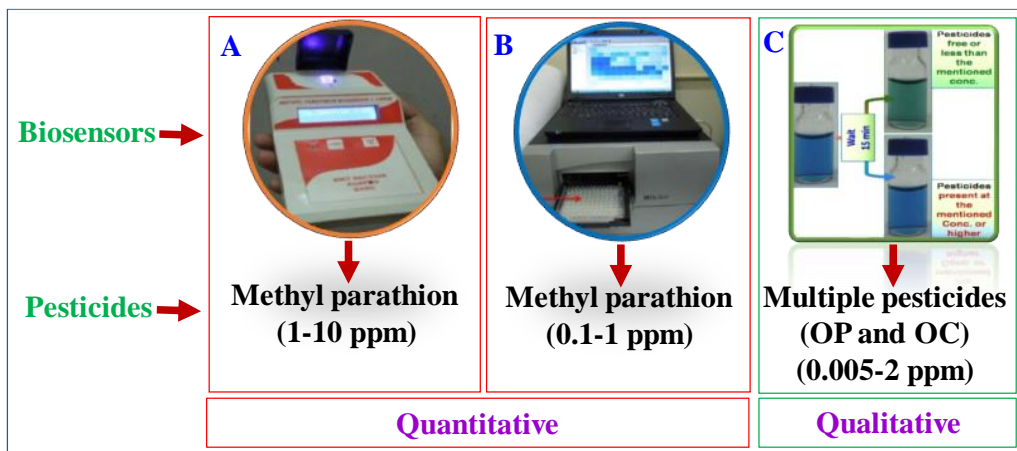 A
B
C
Biosensors
Pesticides
free or
less than
the
mentioned
conc.
Wait
15 min
Pesticides
present at
the
mentioned
Conc. or
higher
Pesticides
Methyl parathion
(1-10 ppm)
Methyl parathion
(0.1-1 ppm)
Multiple pesticides
(OP and OC)
(0.005-2 ppm)
Quantitative
Qualitative